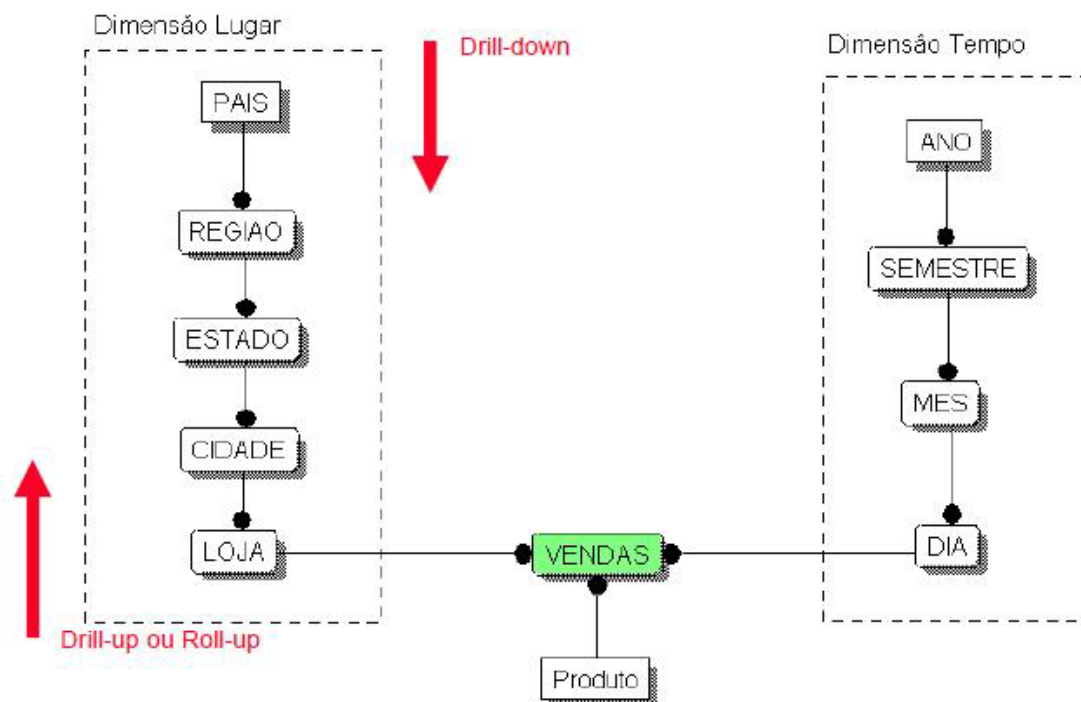 Dimensão Lugar
Drill-down
Dimensão Tempo
PAIS
ANO
REGIAO
SEMESTRE
ESTADO
MES
CIDADE
LOJA
VENDAS
DIA
Drill-up ou Roll-up
Produto